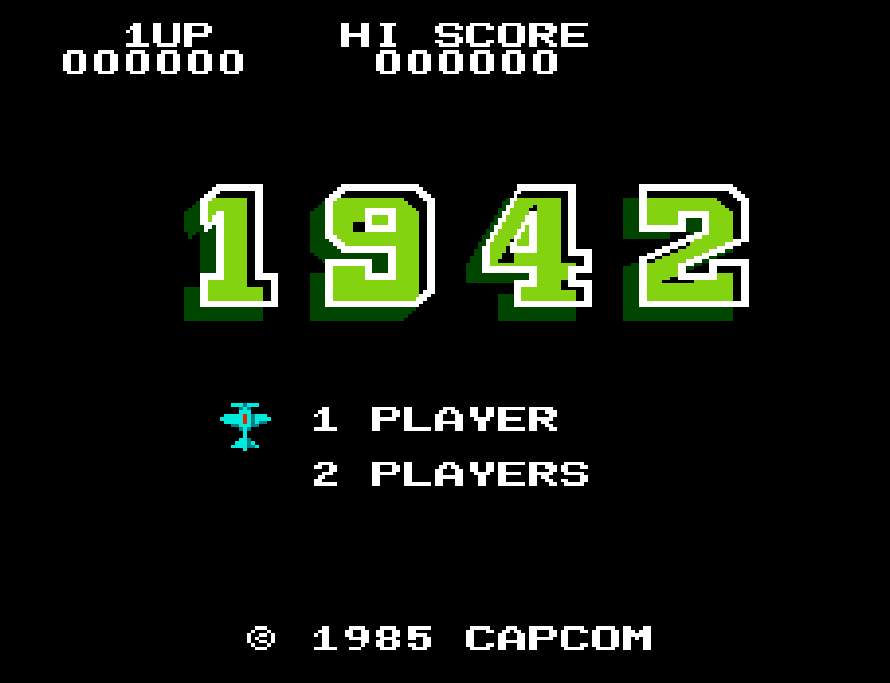 1UP HI SCORE
000000 000000
1942
1 PLAYER
2 PLAYERS
© 1985 CAPCOM